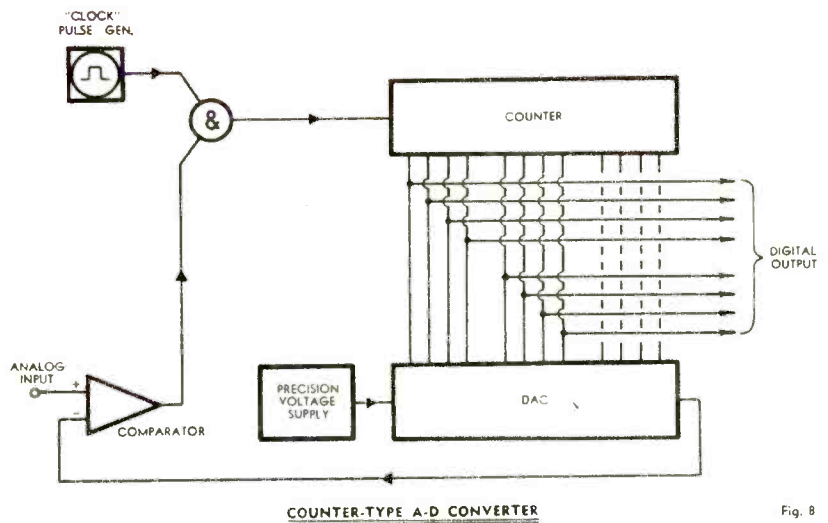 "CLOCK"
PULSE GEN.
&
COUNTER
DIGITAL
OUTPUT
ANALOG
INPUT
+
−
COMPARATOR
PRECISION
VOLTAGE
SUPPLY
DAC
COUNTER-TYPE A-D CONVERTER
Fig. 8